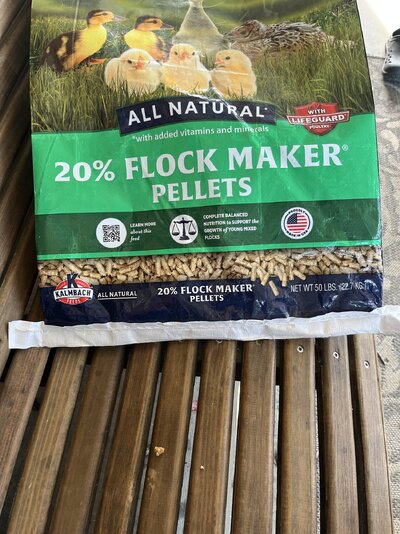 ALL NATURAL*
*with added vitamins and minerals
WITH
LIFEGUARD
POULTRY
20% FLOCK MAKER®
PELLETS
LEARN MORE
about this
feed
COMPLETE BALANCED
NUTRITION to SUPPORT the
GROWTH of YOUNG MIXED
FLOCKS
K
KALMBACH
FEEDS
ALL NATURAL
20% FLOCK MAKER®
PELLETS
NET WT 50 LBS. (22.7 KG)